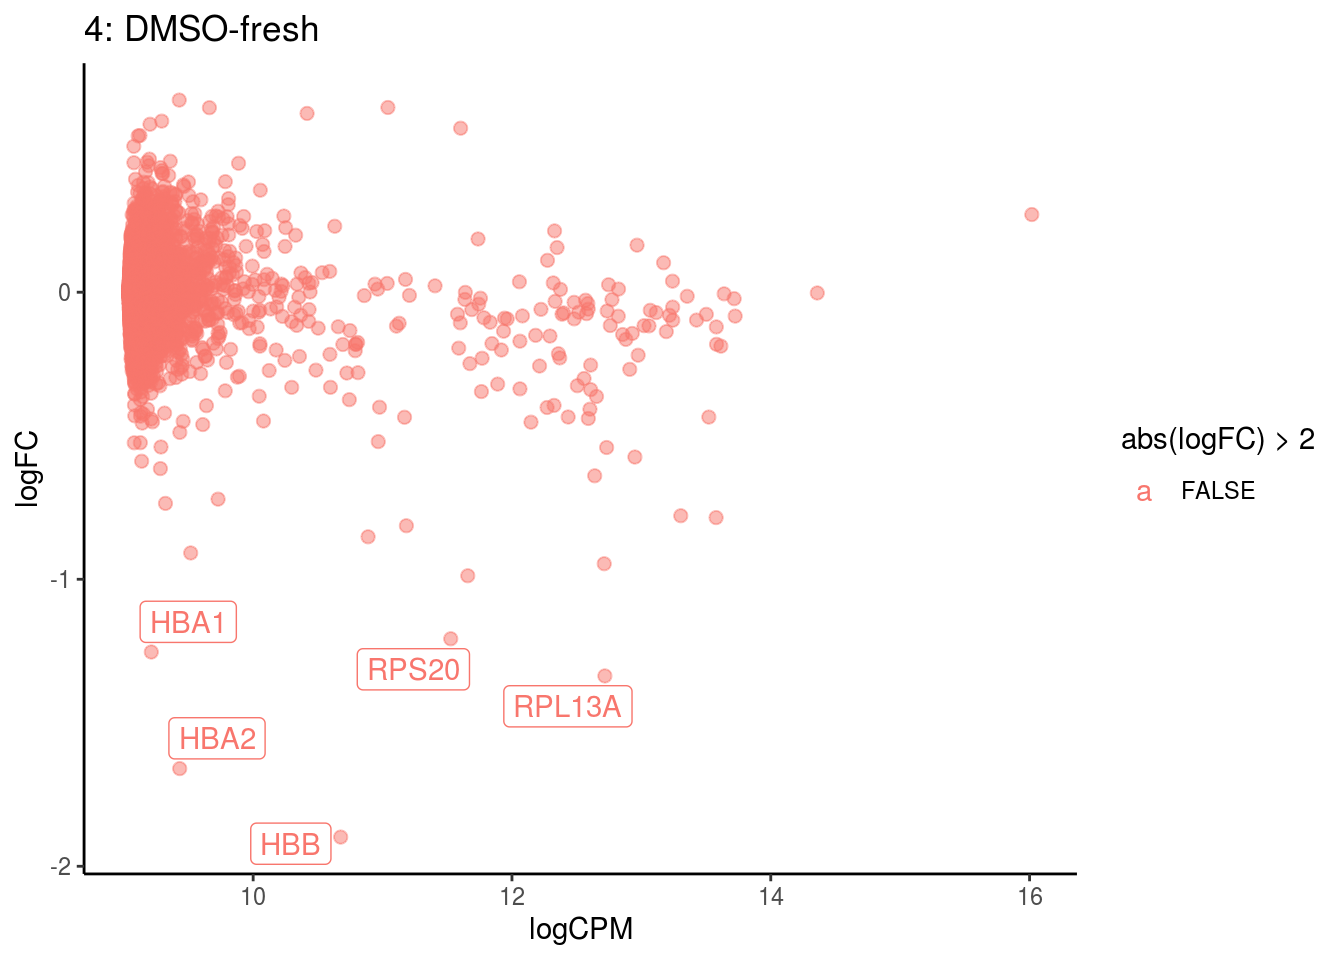 4: DMSO-fresh
logFC
0
-1
-2
HBA1
RPS20
RPL13A
HBA2
HBB
10
12
14
16
logCPM
abs(logFC) > 2
a FALSE